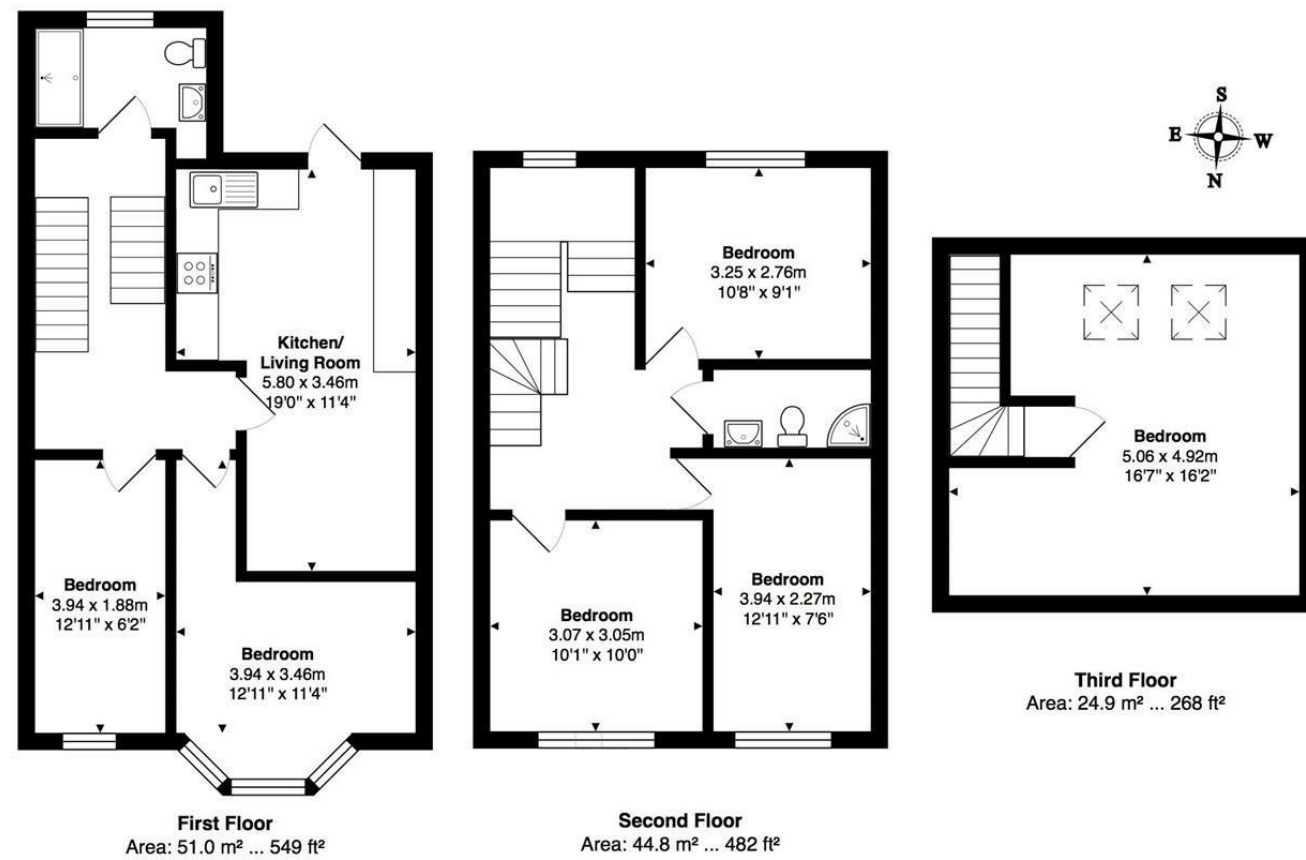 Kitchen/
Living Room
5.80 x 3.46m
19'0" x 11'4"
Bedroom
3.94 x 1.88m
12'11" x 6'2"
Bedroom
3.94 x 3.46m
12'11" x 11'4"
First Floor
Area: 51.0 m² ... 549 ft²
Bedroom
3.25 x 2.76m
10'8" x 9'1"
Bedroom
3.07 x 3.05m
10'1" x 10'0"
Bedroom
3.94 x 2.27m
12'11" x 7'6"
Second Floor
Area: 44.8 m² ... 482 ft²
S
E
W
N
Bedroom
5.06 x 4.92m
16'7" x 16'2"
Third Floor
Area: 24.9 m² ... 268 ft²